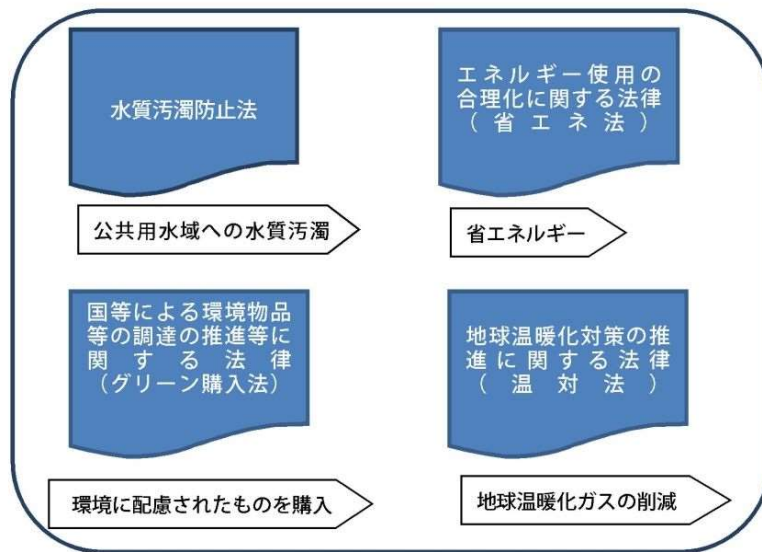 水質汚濁防止法
エネルギー使用の
合理化に関する法律
(省エネ法)
公共用水域への水質汚濁
省エネルギー
国等による環境物品
等の調達の推進等に
関する法律
(グリーン購入法)
地球温暖化対策の推
進に関する法律
(温対法)
環境に配慮されたものを購入
地球温暖化ガスの削減